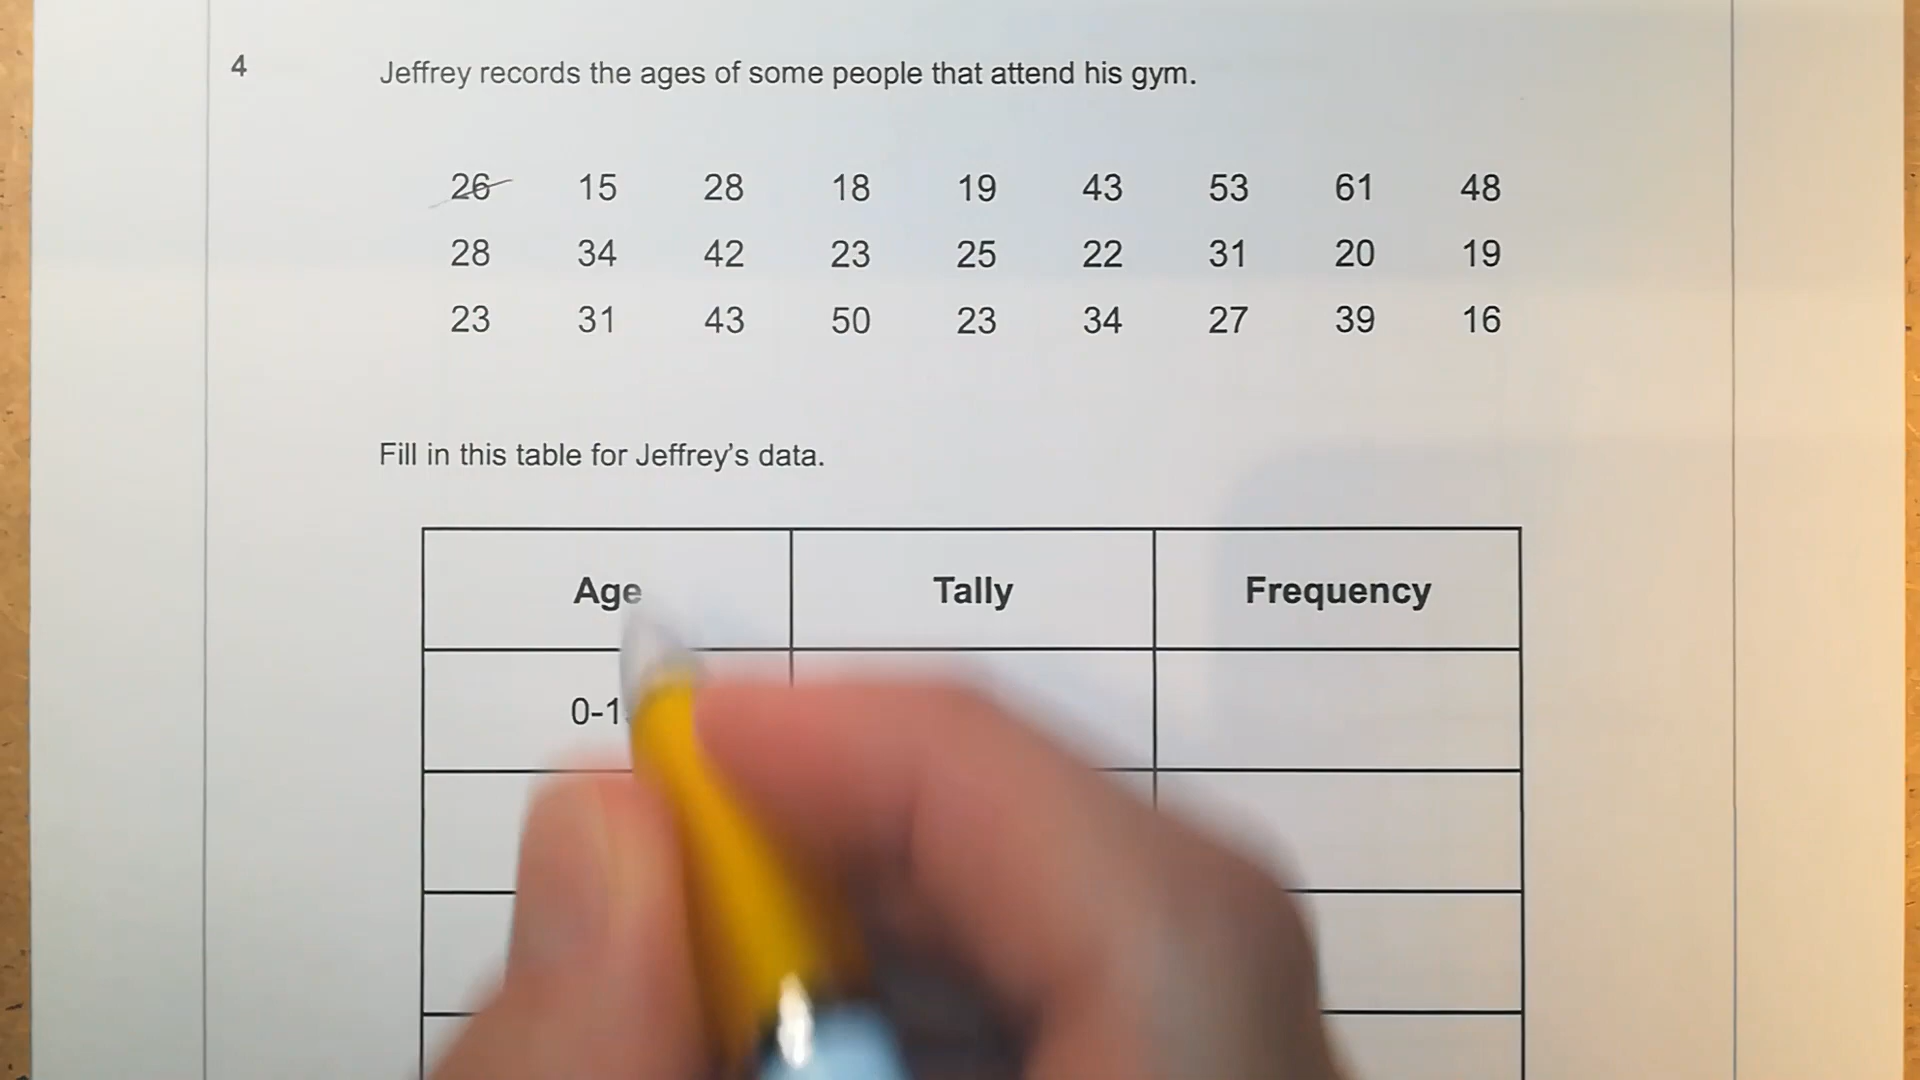 4 Jeffrey records the ages of some people that attend his gym.
26 15 28 18 19 43 53 61 48
28 34 42 23 25 22 31 20 19
23 31 43 50 23 34 27 39 16
Fill in this table for Jeffrey's data.
Age Tally Frequency
0-1